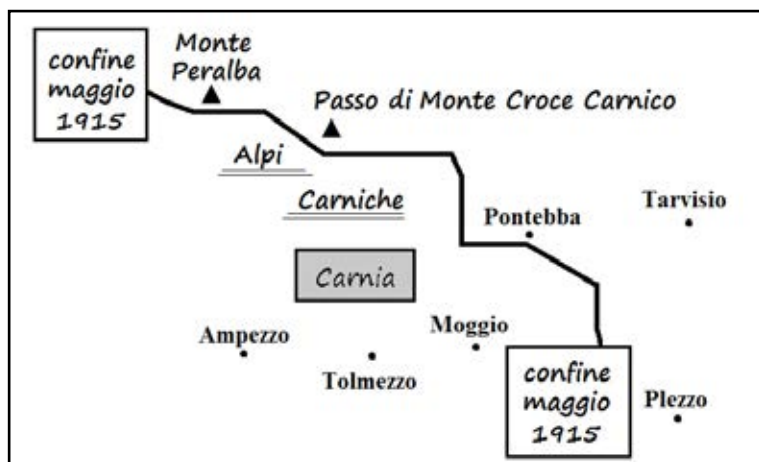 confine
maggio
1915
Monte
Peralba
Passo di Monte Croce Carnico
Alpi
Carniche
Pontebba
Tarvisio
Carnia
Ampezzo
Tolmezzo
Moggio
confine
maggio
1915
Plezzo